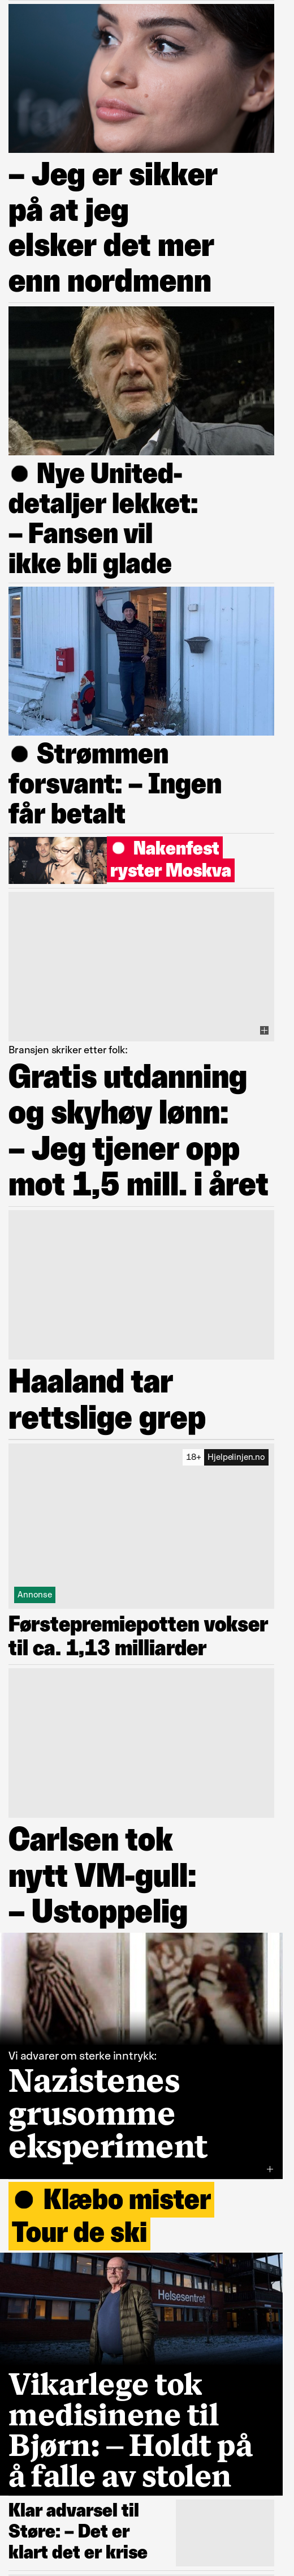 – Jeg er sikker
på at jeg
elsker det mer
enn nordmenn
● Nye United-
detaljer lekket:
– Fansen vil
ikke bli glade
● Strømmen
forsvant: – Ingen
får betalt
● Nakenfest
ryster Moskva
Bransjen skriker etter folk:
Gratis utdanning
og skyhøy lønn:
– Jeg tjener opp
mot 1,5 mill. i året
Haaland tar
rettslige grep
18+ Hjelpelinjen.no
Annonse
Førstepremiepotten vokser
til ca. 1,13 milliarder
Carlsen tok
nytt VM-gull:
– Ustoppelig
Vi advarer om sterke inntrykk:
Nazistenes
grusomme
eksperiment
● Klæbo mister
Tour de ski
Helsesentret
Vikarlege tok
medisinene til
Bjørn: – Holdt på
å falle av stolen
Klar advarsel til
Støre: – Det er
klart det er krise